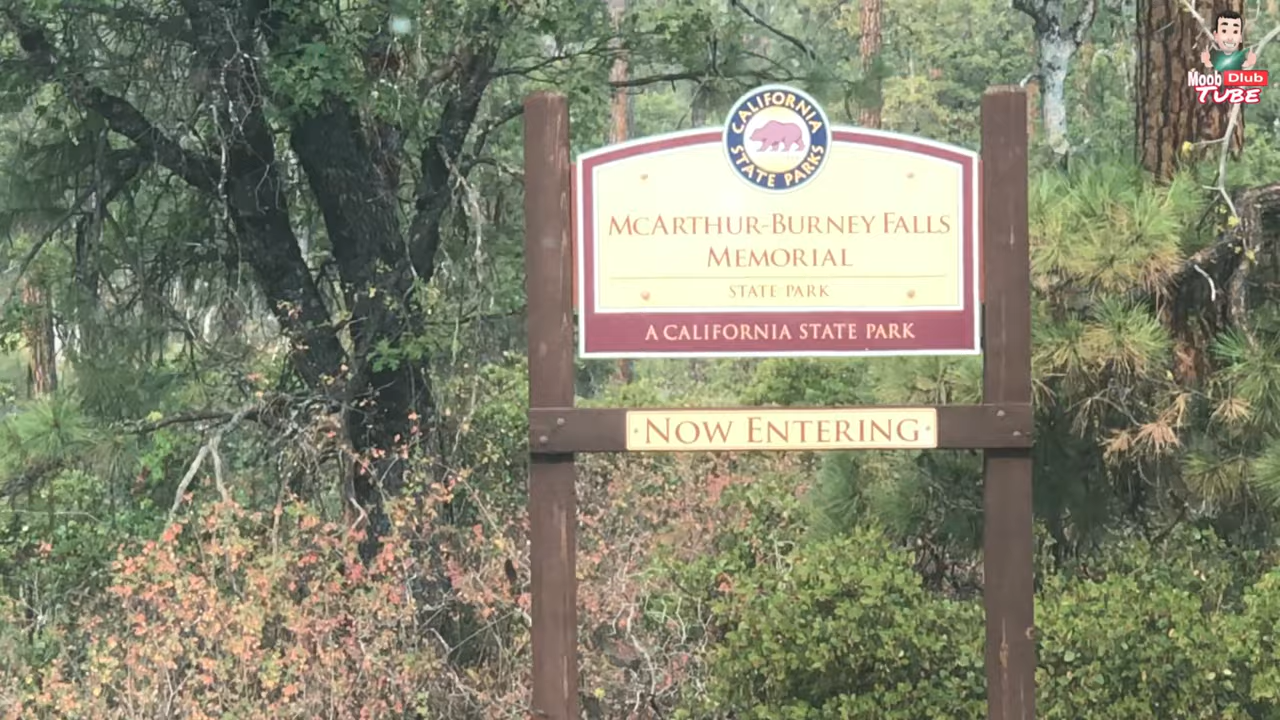 Moob Dlub
TUBE
CALIFORNIA
STATE PARKS
McARTHUR-BURNEY FALLS
MEMORIAL
STATE PARK
A CALIFORNIA STATE PARK
NOW ENTERING